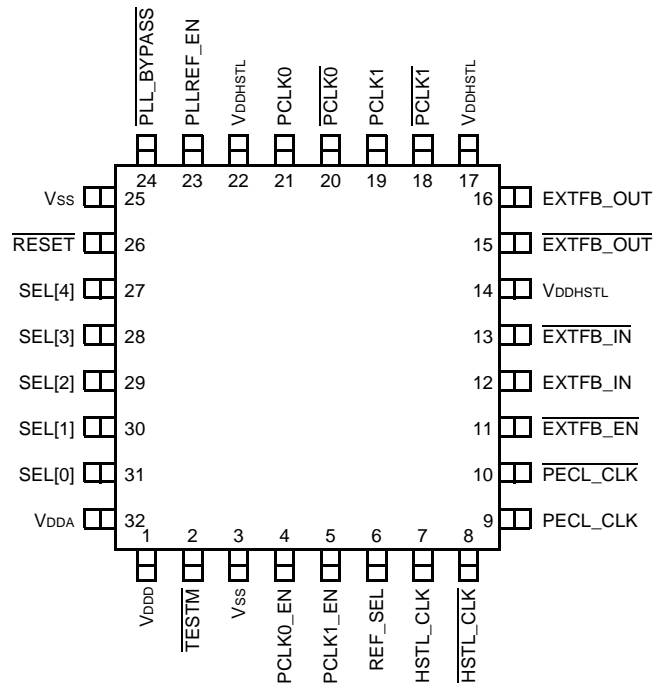 PLL_BYPASS
PLLREF_EN
VDDHSTL
PCLK0
PCLK0
PCLK1
PCLK1
VDDHSTL
24 23 22 21 20 19 18 17
VSS 25
RESET 26
SEL[4] 27
SEL[3] 28
SEL[2] 29
SEL[1] 30
SEL[0] 31
VDDA 32
16 EXTFB_OUT
15 EXTFB_OUT
14 VDDHSTL
13 EXTFB_IN
12 EXTFB_IN
11 EXTFB_EN
10 PECL_CLK
9 PECL_CLK
1 2 3 4 5 6 7 8
VDDD
TESTM
VSS
PCLK0_EN
PCLK1_EN
REF_SEL
HSTL_CLK
HSTL_CLK